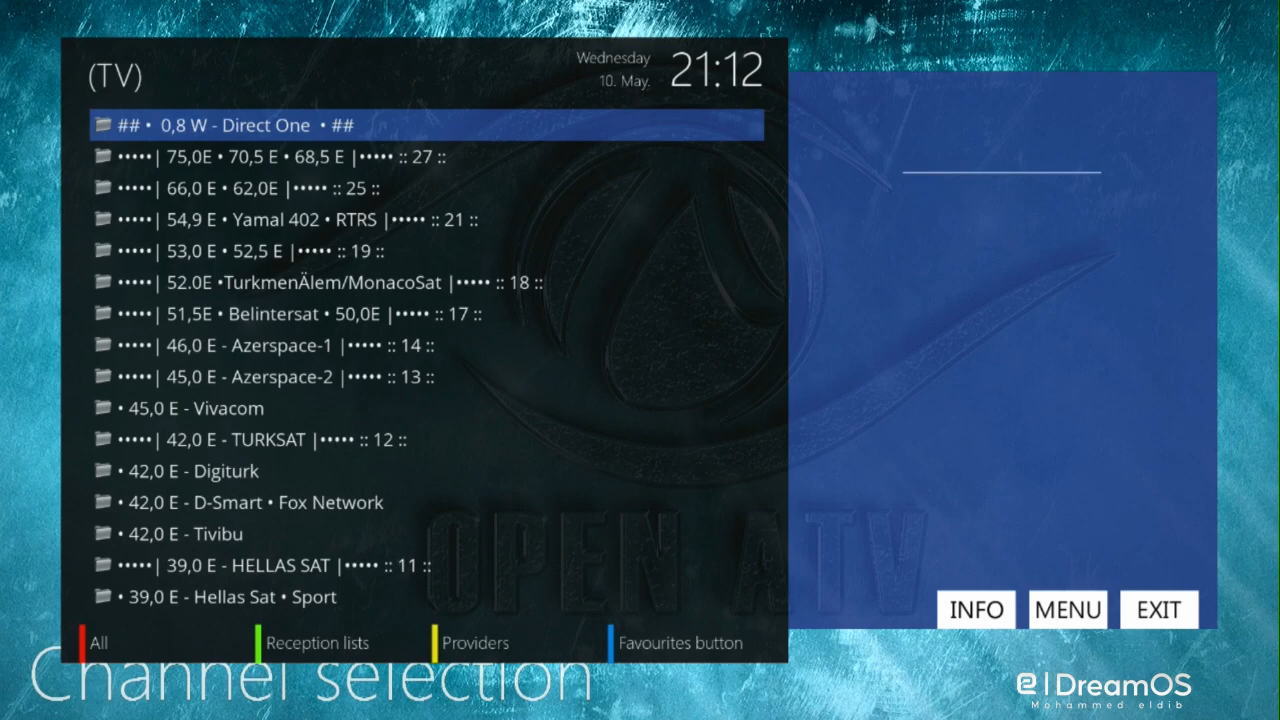 (TV)
Wednesday
10. May.
21:12
## • 0,8 W - Direct One • ##
•••••| 75,0E • 70,5 E • 68,5 E |••••• :: 27 ::
•••••| 66,0 E • 62,0E |••••• :: 25 ::
•••••| 54,9 E • Yamal 402 • RTRS |••••• :: 21 ::
•••••| 53,0 E • 52,5 E |••••• :: 19 ::
•••••| 52.0E •TurkmenÄlem/MonacoSat |••••• :: 18 ::
•••••| 51,5E • Belintersat • 50,0E |••••• :: 17 ::
•••••| 46,0 E - Azerspace-1 |••••• :: 14 ::
•••••| 45,0 E - Azerspace-2 |••••• :: 13 ::
• 45,0 E - Vivacom
•••••| 42,0 E - TURKSAT |••••• :: 12 ::
• 42,0 E - Digiturk
• 42,0 E - D-Smart • Fox Network
• 42,0 E - Tivibu
•••••| 39,0 E - HELLAS SAT |••••• :: 11 ::
• 39,0 E - Hellas Sat • Sport
OPEN ATV
INFO MENU EXIT
All Reception lists Providers Favourites button
Channel selection
DreamOS
Mohammed eldib